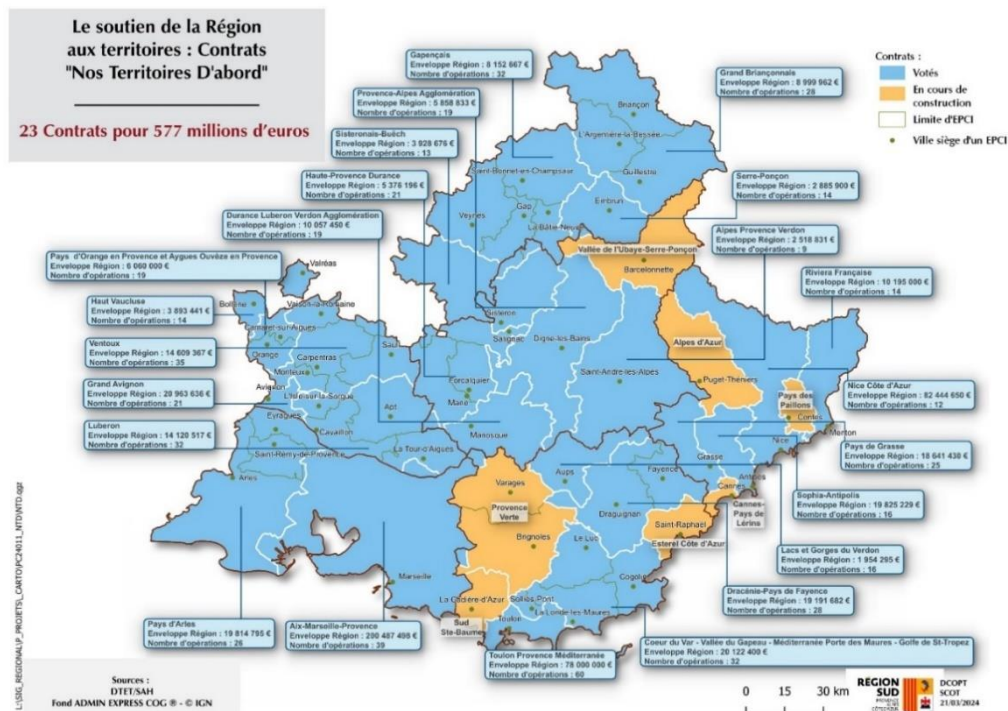 Le soutien de la Région
aux territoires : Contrats
"Nos Territoires D'abord"
23 Contrats pour 577 millions d'euros
Contrats :
Votés
En cours de
construction
Limite d'EPCI
Ville siège d'un EPCI
Gapençais
Enveloppe Région : 8 152 667 €
Nombre d'opérations : 32
Grand Briançonnais
Enveloppe Région : 8 999 962 €
Nombre d'opérations : 28
Provence-Alpes Agglomération
Enveloppe Région : 5 858 833 €
Nombre d'opérations : 19
Sisteronais-Buëch
Enveloppe Région : 3 928 676 €
Nombre d'opérations : 13
Haute-Provence Durance
Enveloppe Région : 5 376 196 €
Nombre d'opérations : 21
Serre-Ponçon
Enveloppe Région : 2 885 900 €
Nombre d'opérations : 14
Durance Luberon Verdon Agglomération
Enveloppe Région : 10 057 450 €
Nombre d'opérations : 19
Alpes Provence Verdon
Enveloppe Région : 2 518 831 €
Nombre d'opérations : 9
Pays d'Orange en Provence et Aygues Ouvèze en Provence
Enveloppe Région : 6 060 000 €
Nombre d'opérations : 19
Riviera Française
Enveloppe Région : 10 195 000 €
Nombre d'opérations : 14
Haut Vaucluse
Enveloppe Région : 3 893 441 €
Nombre d'opérations : 14
Ventoux
Enveloppe Région : 14 609 367 €
Nombre d'opérations : 35
Grand Avignon
Enveloppe Région : 20 963 636 €
Nombre d'opérations : 21
Nice Côte d'Azur
Enveloppe Région : 82 444 650 €
Nombre d'opérations : 12
Luberon
Enveloppe Région : 14 120 517 €
Nombre d'opérations : 32
Pays de Grasse
Enveloppe Région : 18 641 430 €
Nombre d'opérations : 25
Sophia-Antipolis
Enveloppe Région : 19 825 229 €
Nombre d'opérations : 16
Lacs et Gorges du Verdon
Enveloppe Région : 1 954 295 €
Nombre d'opérations : 16
Dracénie-Pays de Fayence
Enveloppe Région : 19 191 682 €
Nombre d'opérations : 28
Pays d'Arles
Enveloppe Région : 19 814 795 €
Nombre d'opérations : 26
Aix-Marseille-Provence
Enveloppe Région : 200 487 405 €
Nombre d'opérations : 39
Toulon Provence Méditerranée
Enveloppe Région : 78 000 000 €
Nombre d'opérations : 60
Coeur du Var - Vallée du Gapeau - Méditerranée Porte des Maures - Golfe de St-Tropez
Enveloppe Région : 20 122 400 €
Nombre d'opérations : 32
Briançon
L'Argentière-la-Bessée
Saint-Bonnet-en-Champsaur
Guillestre
Veynes
Gap
Embrun
La Bâtie-Neuve
Vallée de l'Ubaye-Serre-Ponçon
Barcelonnette
Valréas
Bollène
Vaison-la-Romaine
Camaret-sur-Aigues
Orange
Sault
Carpentras
Monteux
Avignon
L'Isle-sur-la-Sorgue
Eyragues
Apt
Cavaillon
Saint-Rémy-de-Provence
La Tour-d'Aigues
Arles
Sisteron
Salignac
Digne-les-Bains
Forcalquier
Mane
Manosque
Saint-André-les-Alpes
Alpes d'Azur
Puget-Théniers
Pays des
Paillons
Contes
Menton
Nice
Grasse
Antibes
Cannes
Cannes-
Pays de
Lérins
Varages
Provence
Verte
Brignoles
Aups
Fayence
Draguignan
Saint-Raphaël
Esterel Côte d'Azur
Le Luc
Cogolin
Marseille
La Cadière-d'Azur
Sud
Ste-Baume
Solliès-Pont
Toulon
La Londe-les-Maures
Sources :
DTET/SAH
Fond ADMIN EXPRESS COG ® - © IGN
0 15 30 km
RÉGION
SUD
DCOPT
SCOT
21/03/2024